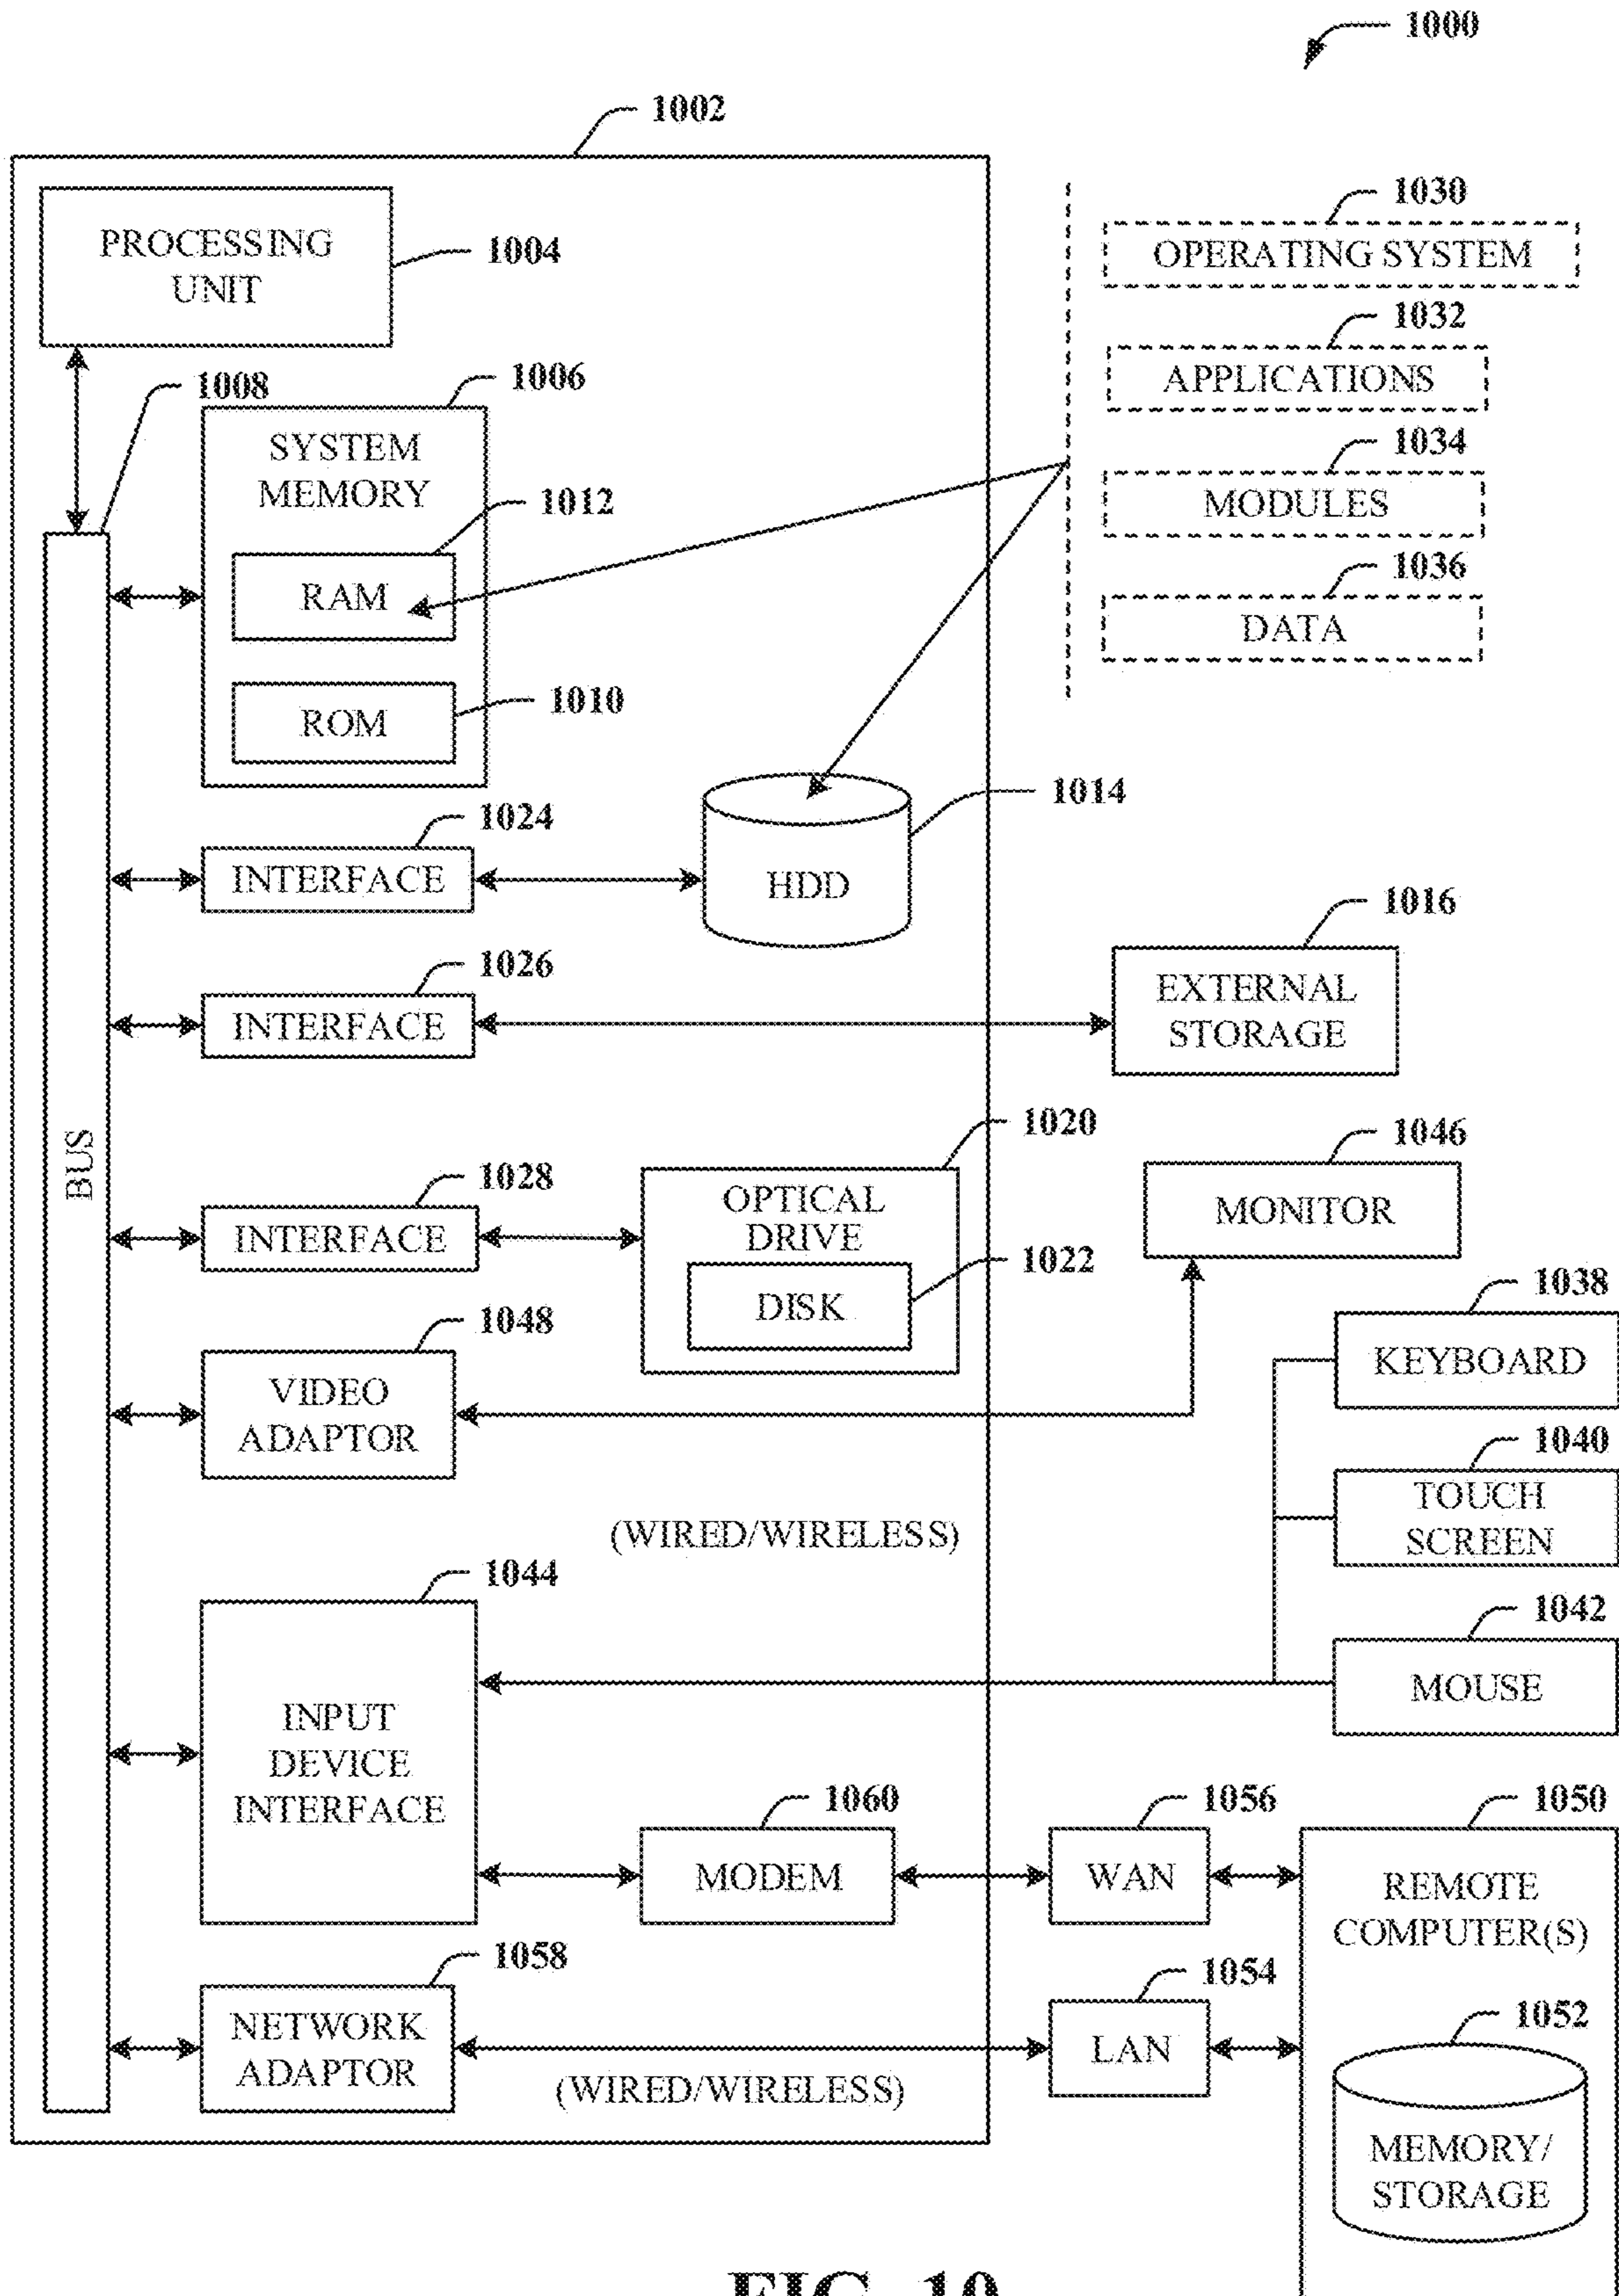 1000
1002
PROCESSING
UNIT
1004
1030
OPERATING SYSTEM
1032
APPLICATIONS
1034
MODULES
1036
DATA
1008
1006
SYSTEM
MEMORY
1012
RAM
1010
ROM
1014
HDD
1024
INTERFACE
1016
EXTERNAL
STORAGE
1026
INTERFACE
BUS
1020
OPTICAL
DRIVE
1022
DISK
1028
INTERFACE
1046
MONITOR
1048
VIDEO
ADAPTOR
1038
KEYBOARD
1040
TOUCH
SCREEN
(WIRED/WIRELESS)
1044
INPUT
DEVICE
INTERFACE
1042
MOUSE
1060
MODEM
1056
WAN
1050
REMOTE
COMPUTER(S)
1058
NETWORK
ADAPTOR
(WIRED/WIRELESS)
1054
LAN
1052
MEMORY/
STORAGE
FIG. 10